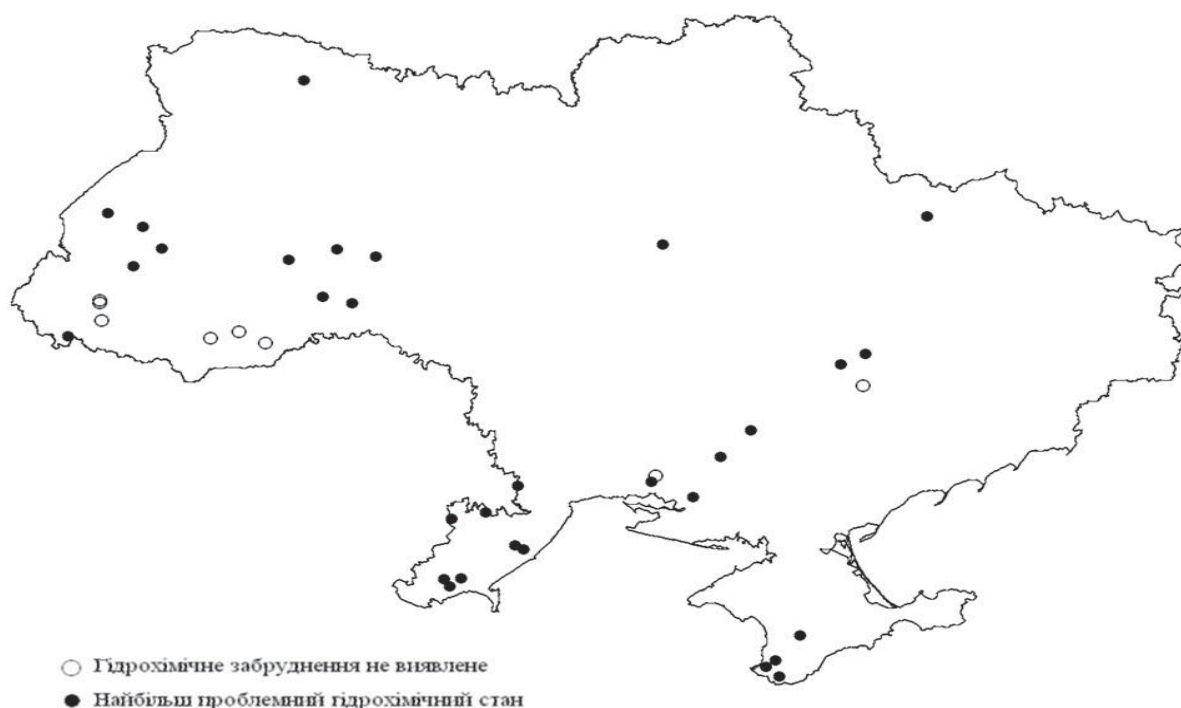 Гідрохімічне забруднення не виявлене
Найбільш проблемний гідрохімічний стан